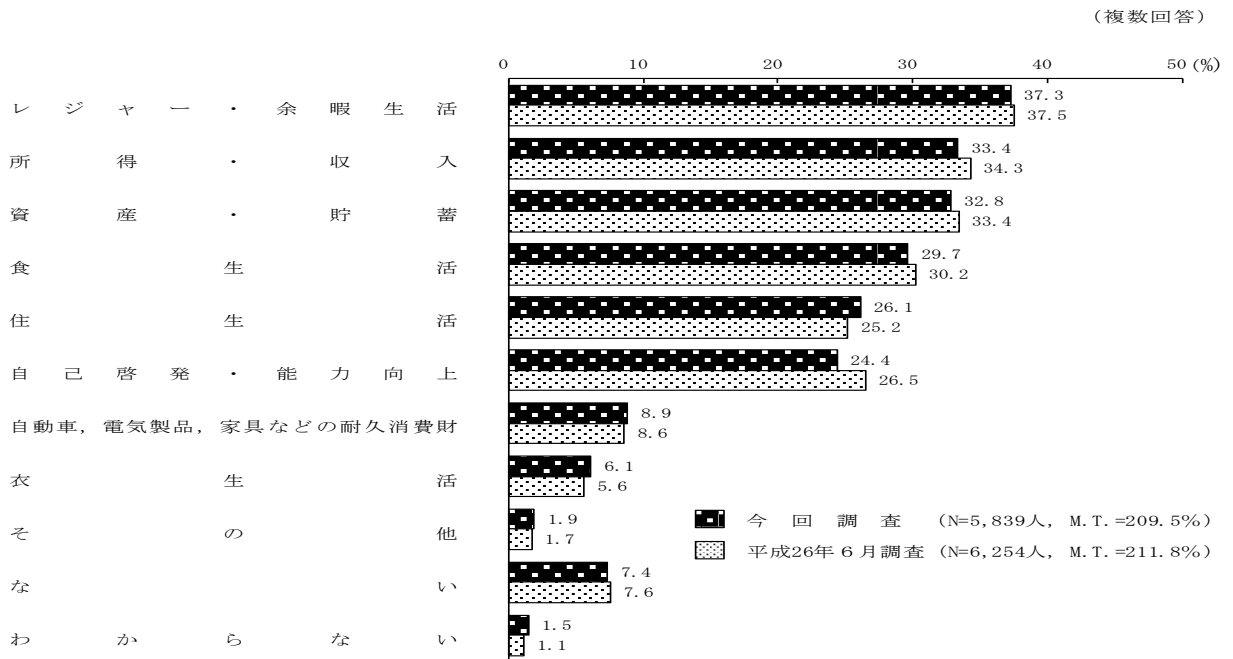 （複数回答）
0 10 20 30 40 50 (%)
レジャー・余暇生活 37.3
37.5
所得・収入 33.4
34.3
資産・貯蓄 32.8
33.4
食生活 29.7
30.2
住生活 26.1
25.2
自己啓発・能力向上 24.4
26.5
自動車，電気製品，家具などの耐久消費財 8.9
8.6
衣生活 6.1
5.6
その他 1.9
1.7
今回調査 (N=5,839人, M.T.=209.5%)
平成26年６月調査 (N=6,254人, M.T.=211.8%)
ない 7.4
7.6
わからない 1.5
1.1